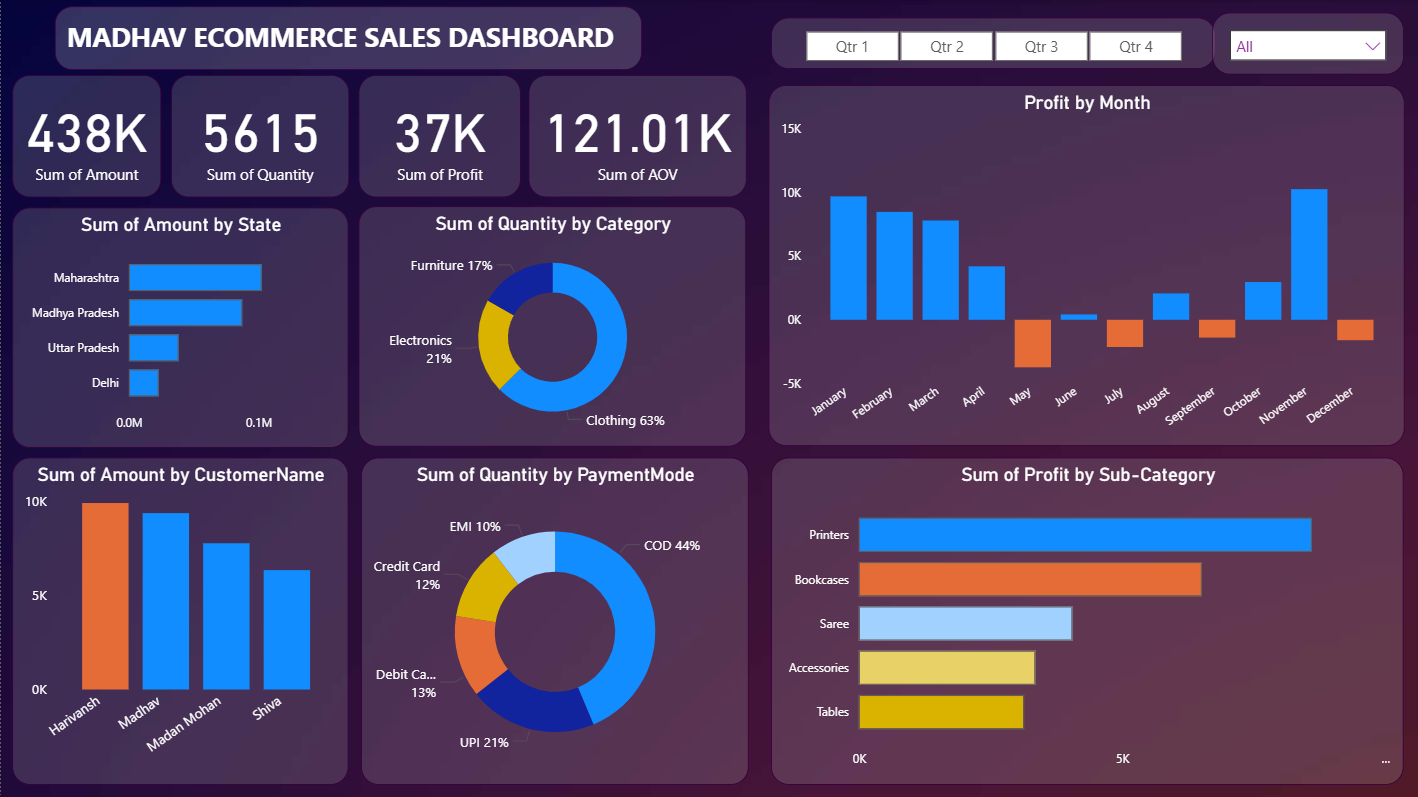 MADHAV ECOMMERCE SALES DASHBOARD
Qtr 1
Qtr 2
Qtr 3
Qtr 4
All
438K
Sum of Amount
5615
Sum of Quantity
37K
Sum of Profit
121.01K
Sum of AOV
Profit by Month
15K
10K
5K
0K
-5K
January
February
March
April
May
June
July
August
September
October
November
December
Sum of Amount by State
Maharashtra
Madhya Pradesh
Uttar Pradesh
Delhi
0.0M
0.1M
Sum of Quantity by Category
Furniture 17%
Electronics
21%
Clothing 63%
Sum of Amount by CustomerName
10K
5K
0K
Harivansh
Madhav
Madan Mohan
Shiva
Sum of Quantity by PaymentMode
EMI 10%
COD 44%
Credit Card
12%
Debit Ca...
13%
UPI 21%
Sum of Profit by Sub-Category
Printers
Bookcases
Saree
Accessories
Tables
0K
5K
...